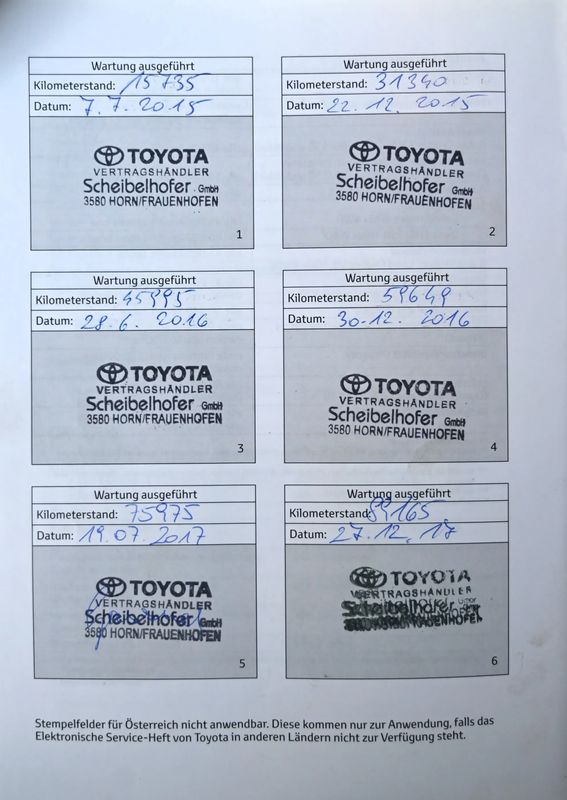 Wartung ausgeführt
Kilometerstand: 15735
Datum: 7.7.2015
TOYOTA
VERTRAGSHÄNDLER
Scheibelhofer GmbH
3580 HORN/FRAUENHOFEN
1
Wartung ausgeführt
Kilometerstand: 31340
Datum: 22.12.2015
TOYOTA
VERTRAGSHÄNDLER
Scheibelhofer GmbH
3580 HORN/FRAUENHOFEN
2
Wartung ausgeführt
Kilometerstand: 45995
Datum: 28.6.2016
TOYOTA
VERTRAGSHÄNDLER
Scheibelhofer GmbH
3580 HORN/FRAUENHOFEN
3
Wartung ausgeführt
Kilometerstand: 59649
Datum: 30.12.2016
TOYOTA
VERTRAGSHÄNDLER
Scheibelhofer GmbH
3580 HORN/FRAUENHOFEN
4
Wartung ausgeführt
Kilometerstand: 75975
Datum: 19.07.2017
TOYOTA
VERTRAGSHÄNDLER
Scheibelhofer GmbH
3580 HORN/FRAUENHOFEN
5
Wartung ausgeführt
Kilometerstand: 89165
Datum: 27.12.17
TOYOTA
VERTRAGSHÄNDLER
Scheibelhofer
FRAUENHOFEN
6
Stempelfelder für Österreich nicht anwendbar. Diese kommen nur zur Anwendung, falls das
Elektronische Service-Heft von Toyota in anderen Ländern nicht zur Verfügung steht.